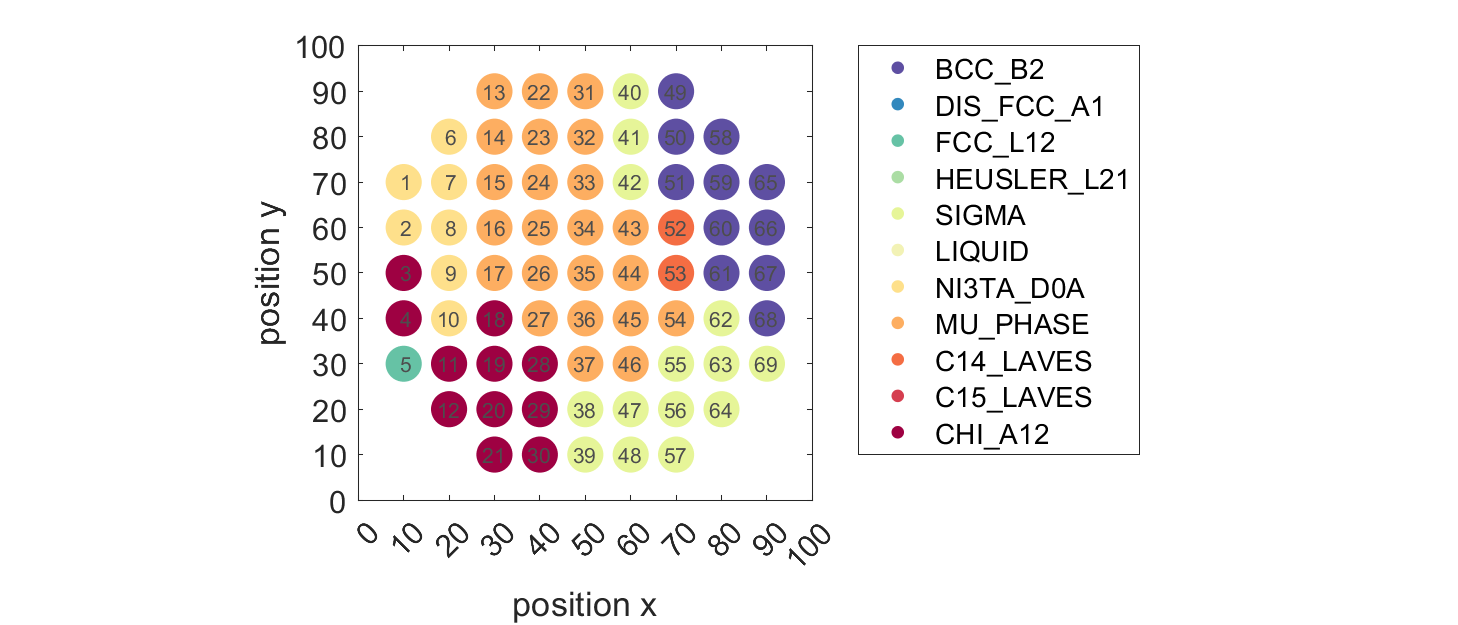 100
90 13 22 31 40 49
80 6 14 23 32 41 50 58
70 1 7 15 24 33 42 51 59 65
60 2 8 16 25 34 43 52 60 66
50 3 9 17 26 35 44 53 61 67
40 4 10 18 27 36 45 54 62 68
30 5 11 19 28 37 46 55 63 69
20 12 20 29 38 47 56 64
10 21 30 39 48 57
0
0 10 20 30 40 50 60 70 80 90 100
position x
position y
BCC_B2
DIS_FCC_A1
FCC_L12
HEUSLER_L21
SIGMA
LIQUID
NI3TA_D0A
MU_PHASE
C14_LAVES
C15_LAVES
CHI_A12